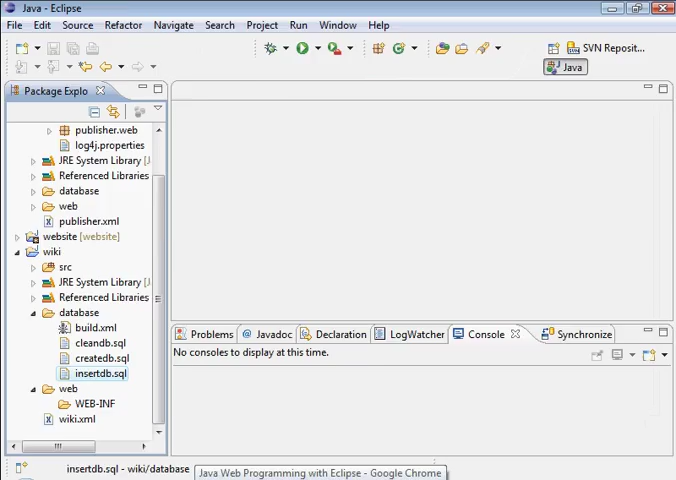 Java - Eclipse
File Edit Source Refactor Navigate Search Project Run Window Help
SVN Reposit...
Java
Package Explo
publisher.web
log4j.properties
JRE System Library [J
Referenced Libraries
database
web
publisher.xml
website [website]
wiki
src
JRE System Library [J
Referenced Libraries
database
build.xml
cleandb.sql
createdb.sql
insertdb.sql
web
WEB-INF
wiki.xml
Problems @ Javadoc Declaration LogWatcher Console Synchronize
No consoles to display at this time.
insertdb.sql - wiki/database
Java Web Programming with Eclipse - Google Chrome